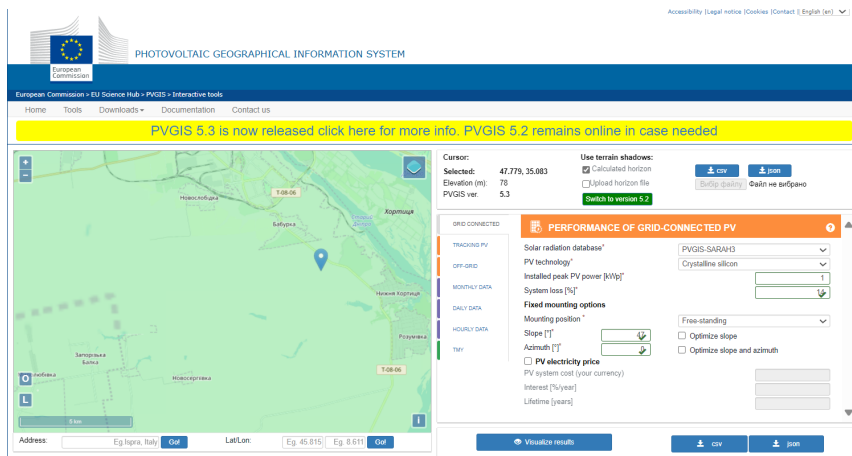 Accessibility |Legal notice |Cookies |Contact || English (en)
PHOTOVOLTAIC GEOGRAPHICAL INFORMATION SYSTEM
European
Commission
European Commission > EU Science Hub > PVGIS > Interactive tools
Home Tools Downloads Documentation Contact us
PVGIS 5.3 is now released click here for more info. PVGIS 5.2 remains online in case needed
+
−
Новослобідка
T-08-06
Бабурка
Хортиця
Нижня Хортиця
Розумівка
Запорізька
Балка
T-08-06
Новосергіївка
O
L
5 km
i
Address: Eg.Ispra, Italy Go! Lat/Lon: Eg. 45.815 Eg. 8.611 Go!
Cursor:
Selected: 47.779, 35.083
Elevation (m): 78
PVGIS ver. 5.3
Use terrain shadows:
Calculated horizon
Upload horizon file
Switch to version 5.2
csv json
Вибір файлу Файл не вибрано
GRID CONNECTED
TRACKING PV
OFF-GRID
MONTHLY DATA
DAILY DATA
HOURLY DATA
TMY
PERFORMANCE OF GRID-CONNECTED PV ?
Solar radiation database* PVGIS-SARAH3
PV technology* Crystalline silicon
Installed peak PV power [kWp]* 1
System loss [%]* 14
Fixed mounting options
Mounting position * Free-standing
Slope [°]* Optimize slope
Azimuth [°]* 0 Optimize slope and azimuth
PV electricity price
PV system cost (your currency)
Interest [%/year]
Lifetime [years]
Visualize results csv json